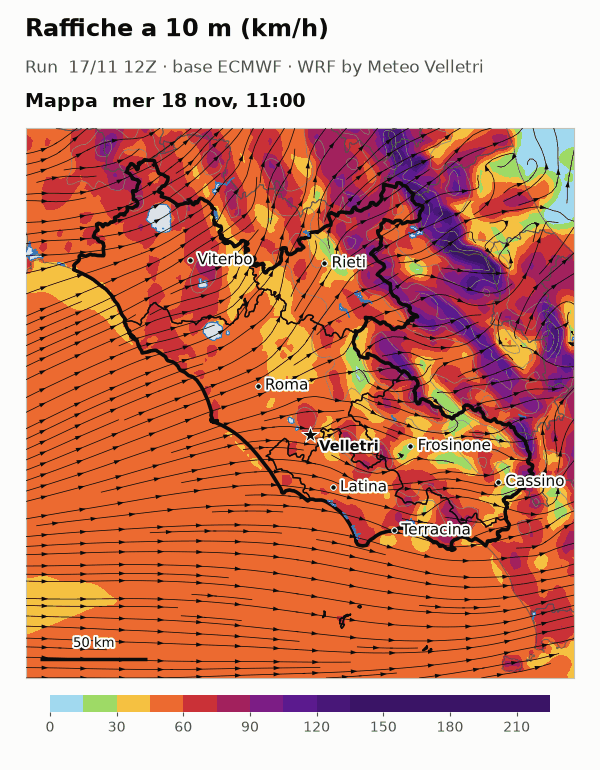 Raffiche a 10 m (km/h)
Run  17/11 12Z · base ECMWF · WRF by Meteo Velletri
Mappa  mer 18 nov, 11:00
Viterbo
Rieti
Roma
Velletri
Frosinone
Cassino
Latina
Terracina
50 km
0 30 60 90 120 150 180 210